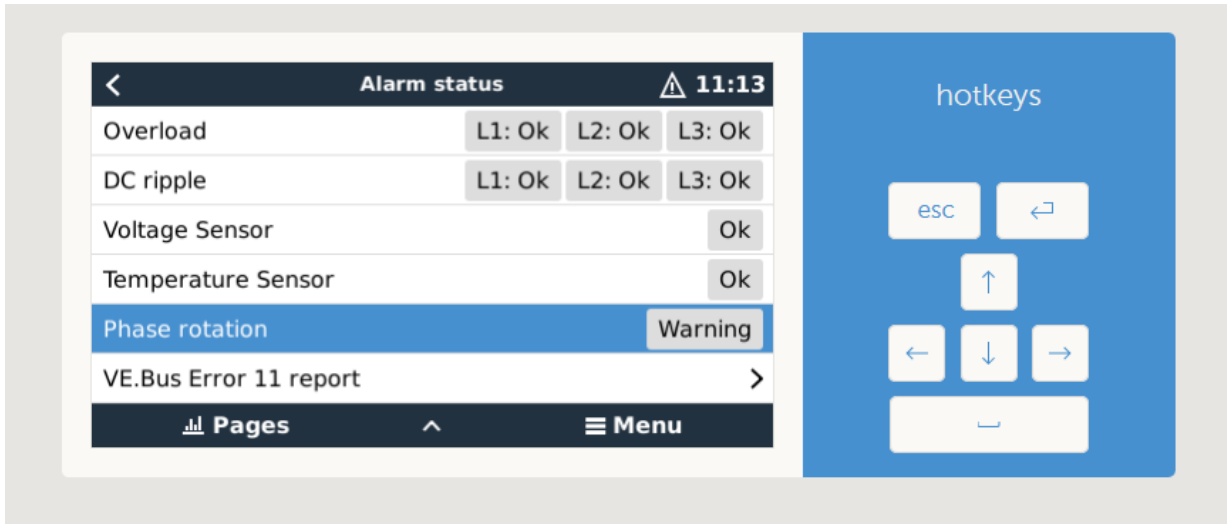 Alarm status 11:13
Overload L1: Ok L2: Ok L3: Ok
DC ripple L1: Ok L2: Ok L3: Ok
Voltage Sensor Ok
Temperature Sensor Ok
Phase rotation Warning
VE.Bus Error 11 report
Pages Menu
hotkeys
esc